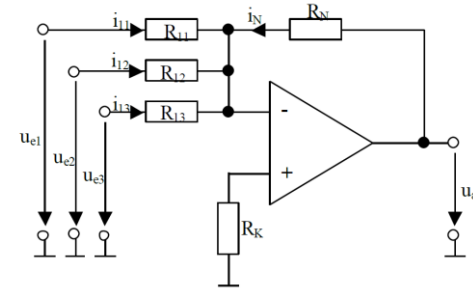 i11 R11 iN RN
i12 R12
i13 R13 -
ue1 ue2 ue3 +
RK